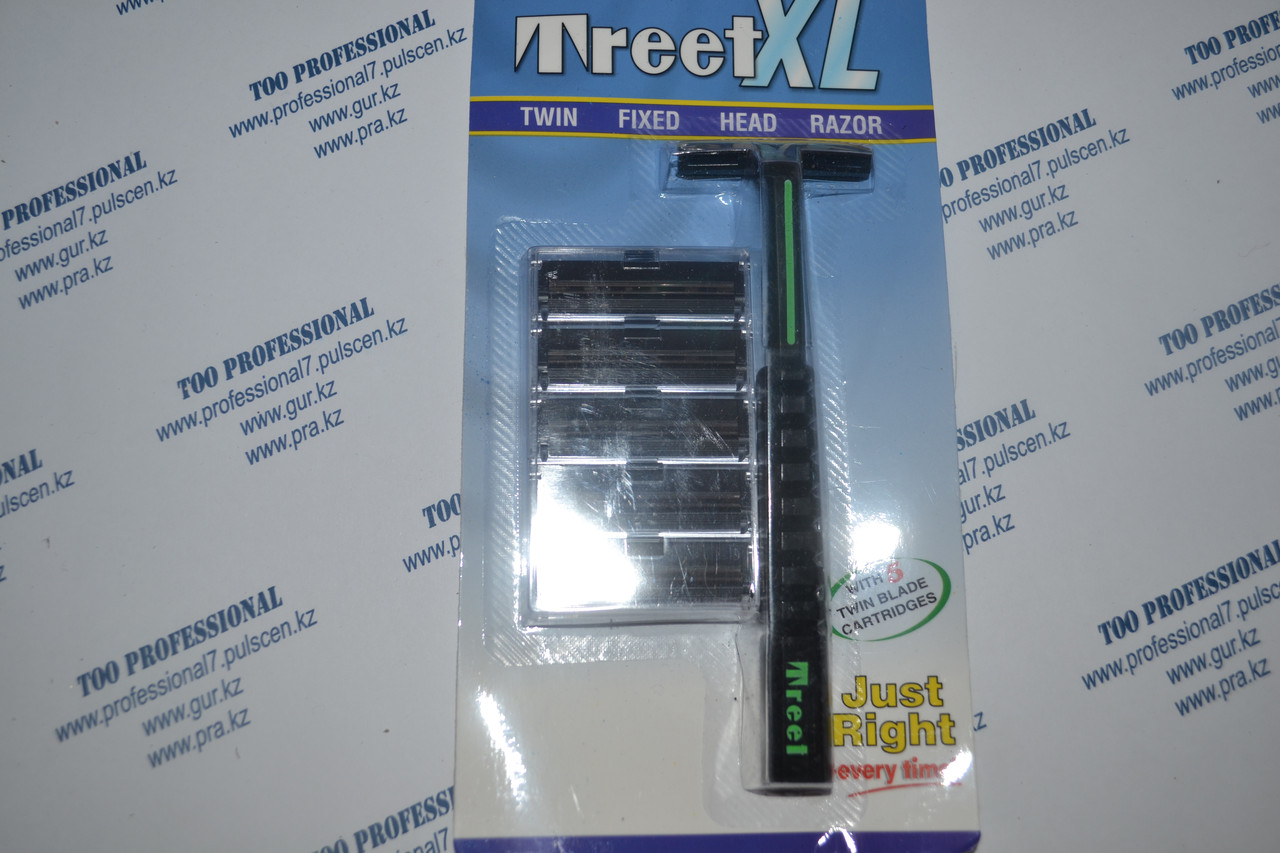 Treet XL
TWIN FIXED HEAD RAZOR
WITH 5
TWIN BLADE
CARTRIDGES
Treet
Just
Right
every time
TOO PROFESSIONAL
www.professional7.pulscen.kz
www.gur.kz
www.pra.kz
TOO PROFESSIONAL
www.professional7.pulscen.kz
www.gur.kz
www.pra.kz
PROFESSIONAL
professional7.pulscen.kz
www.gur.kz
www.pra.kz
TOO PROFESSIONAL
www.professional7.pulscen.kz
www.gur.kz
www.pra.kz
TOO PROFESSIONAL
www.professional7.pulscen.kz
www.gur.kz
www.pra.kz
TOO PROFESSIONAL
TOO PROFESSIONAL
www.professional7.pulscen.kz
www.gur.kz
www.pra.kz